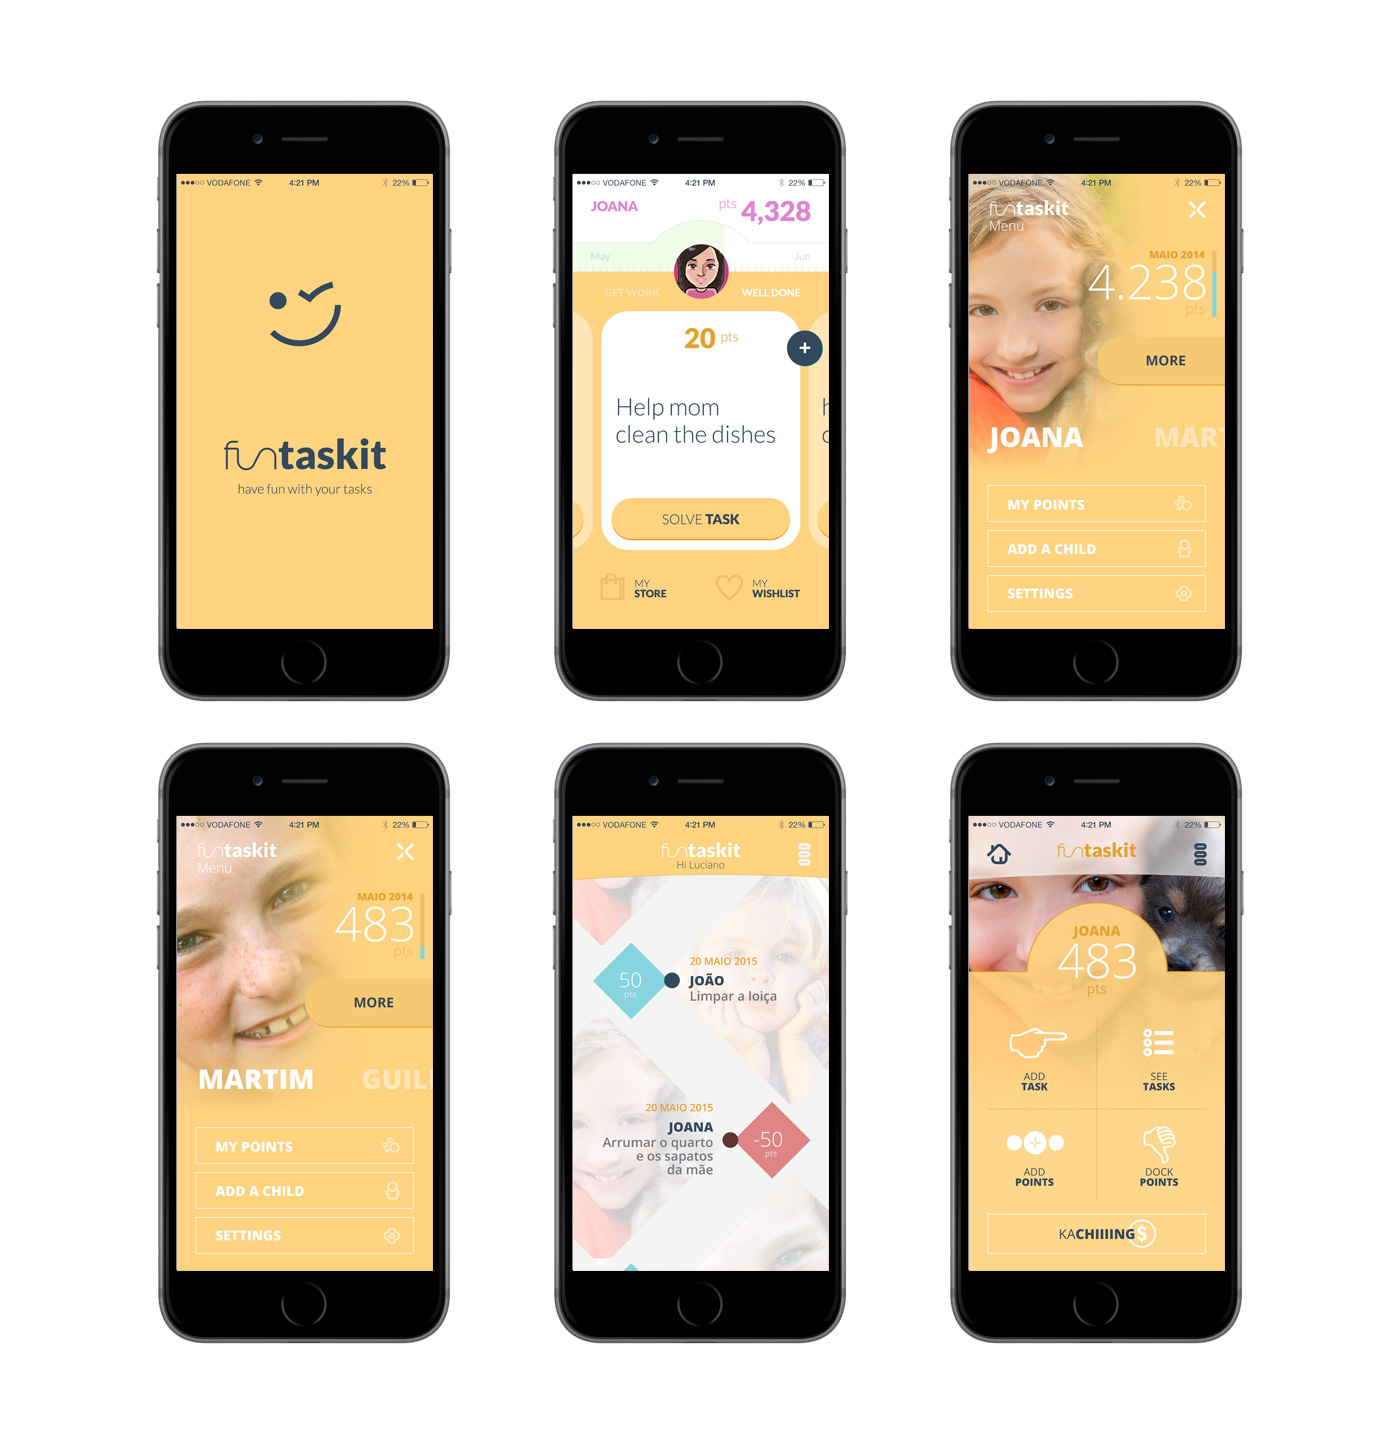 VODAFONE 4:21 PM 22%
funtaskit
have fun with your tasks
VODAFONE 4:21 PM 22%
JOANA pts 4,328
May Jun
GET WORK WELL DONE
20 pts
+
Help mom
clean the dishes
SOLVE TASK
MY
STORE
MY
WISHLIST
VODAFONE 4:21 PM 22%
funtaskit
Menu
MAIO 2014
4.238
pts
MORE
JOANA MART
MY POINTS
ADD A CHILD
SETTINGS
VODAFONE 4:21 PM 22%
funtaskit
Menu
MAIO 2014
483
pts
MORE
MARTIM GUIL
MY POINTS
ADD A CHILD
SETTINGS
VODAFONE 4:21 PM 22%
funtaskit
Hi Luciano
50
pts
20 MAIO 2015
JOÃO
Limpar a loiça
20 MAIO 2015
JOANA
Arrumar o quarto
e os sapatos
da mãe
-50
pts
VODAFONE 4:21 PM 22%
funtaskit
JOANA
483
pts
ADD
TASK
SEE
TASKS
ADD
POINTS
DOCK
POINTS
KACHIIIING $